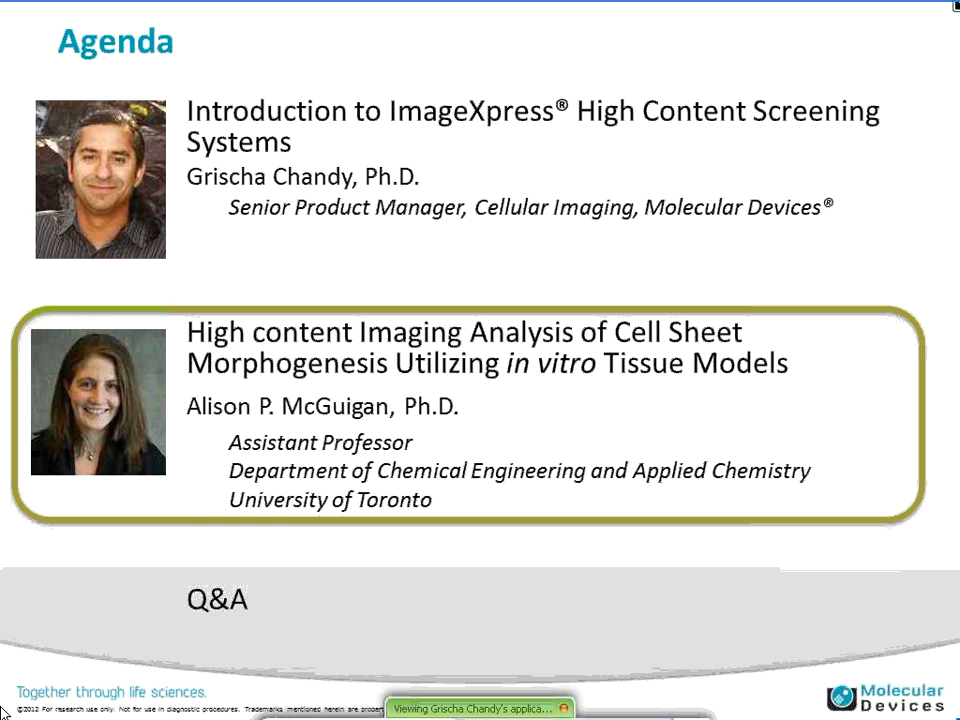 Agenda
Introduction to ImageXpress® High Content Screening
Systems
Grischa Chandy, Ph.D.
Senior Product Manager, Cellular Imaging, Molecular Devices®
High content Imaging Analysis of Cell Sheet
Morphogenesis Utilizing in vitro Tissue Models
Alison P. McGuigan, Ph.D.
Assistant Professor
Department of Chemical Engineering and Applied Chemistry
University of Toronto
Q&A
Together through life sciences.
©2012 For research use only. Not for use in diagnostic procedures. Trademarks mentioned herein are
Viewing Grischa Chandy's applica...
Molecular
Devices